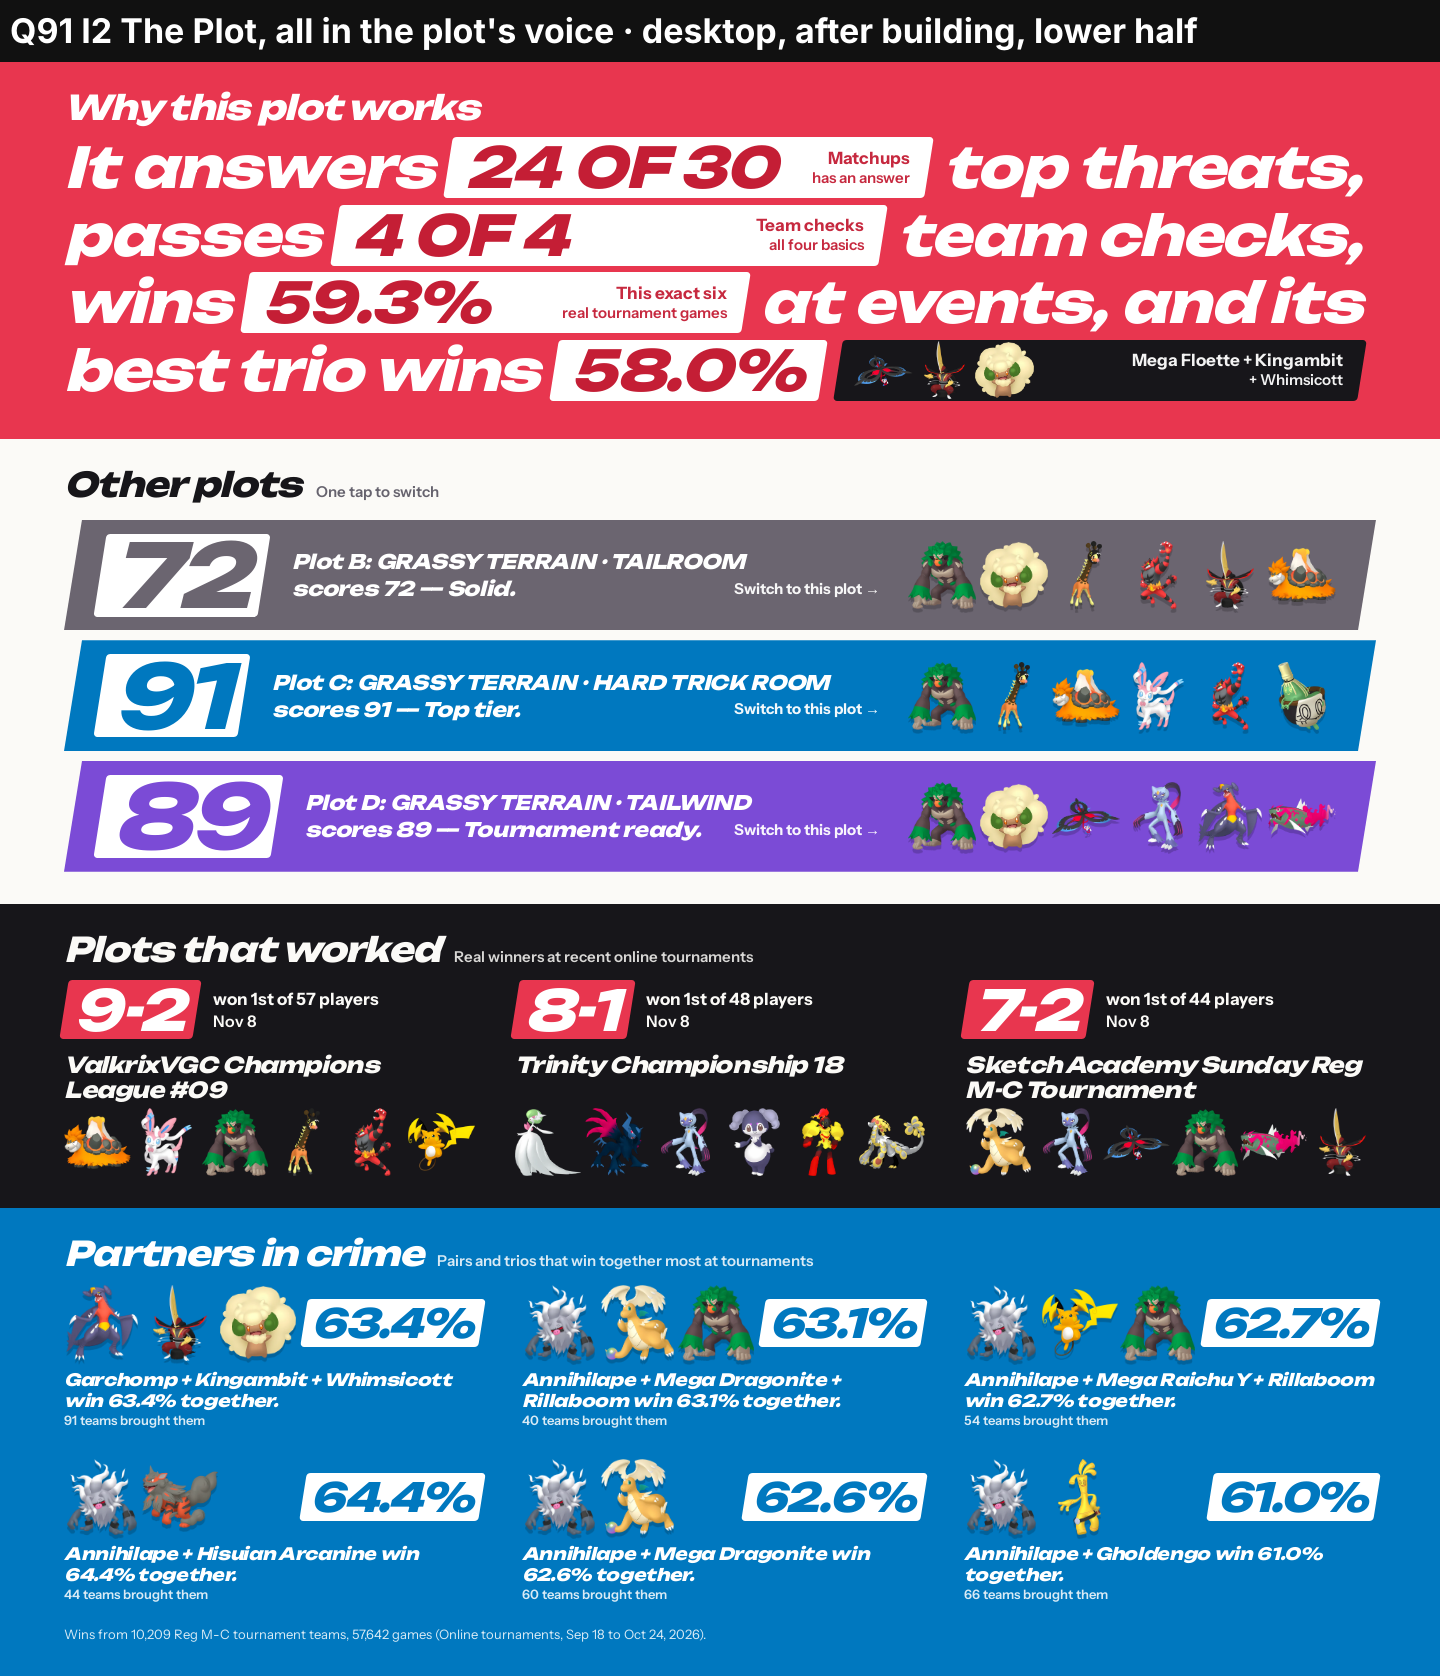 Q91 I2 The Plot, all in the plot's voice · desktop, after building, lower half
Why this plot works
It answers 24 OF 30 Matchups has an answer top threats,
passes 4 OF 4 Team checks all four basics team checks,
wins 59.3% This exact six real tournament games at events, and its
best trio wins 58.0% Mega Floette + Kingambit + Whimsicott
Other plots One tap to switch
72
Plot B: GRASSY TERRAIN · TAILROOM
scores 72 — Solid.
Switch to this plot →
91
Plot C: GRASSY TERRAIN · HARD TRICK ROOM
scores 91 — Top tier.
Switch to this plot →
89
Plot D: GRASSY TERRAIN · TAILWIND
scores 89 — Tournament ready.
Switch to this plot →
Plots that worked Real winners at recent online tournaments
9-2
won 1st of 57 players
Nov 8
ValkrixVGC Champions
League #09
8-1
won 1st of 48 players
Nov 8
Trinity Championship 18
7-2
won 1st of 44 players
Nov 8
Sketch Academy Sunday Reg
M-C Tournament
Partners in crime Pairs and trios that win together most at tournaments
63.4%
Garchomp + Kingambit + Whimsicott
win 63.4% together.
91 teams brought them
63.1%
Annihilape + Mega Dragonite +
Rillaboom win 63.1% together.
40 teams brought them
62.7%
Annihilape + Mega Raichu Y + Rillaboom
win 62.7% together.
54 teams brought them
64.4%
Annihilape + Hisuian Arcanine win
64.4% together.
44 teams brought them
62.6%
Annihilape + Mega Dragonite win
62.6% together.
60 teams brought them
61.0%
Annihilape + Gholdengo win 61.0%
together.
66 teams brought them
Wins from 10,209 Reg M-C tournament teams, 57,642 games (Online tournaments, Sep 18 to Oct 24, 2026).